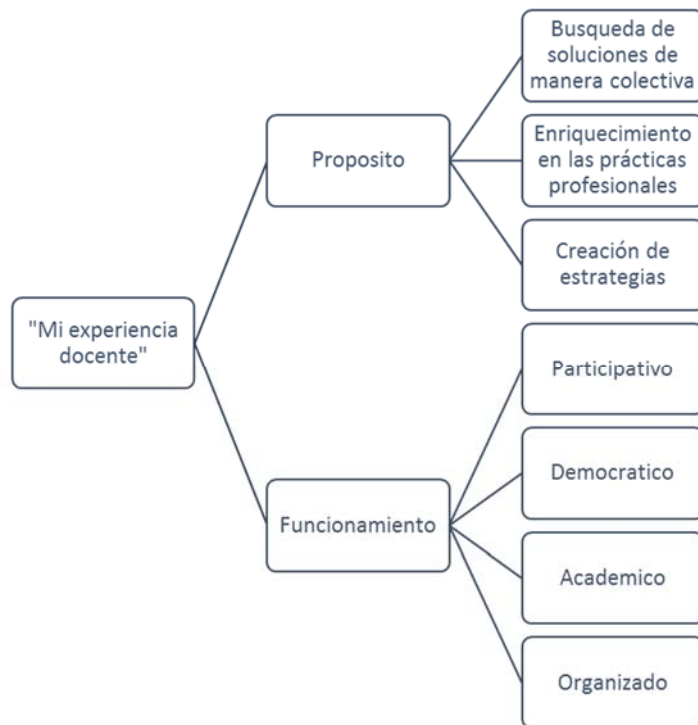 "Mi experiencia
docente"
Proposito
Busqueda de
soluciones de
manera colectiva
Enriquecimiento
en las prácticas
profesionales
Creación de
estrategias
Funcionamiento
Participativo
Democratico
Academico
Organizado